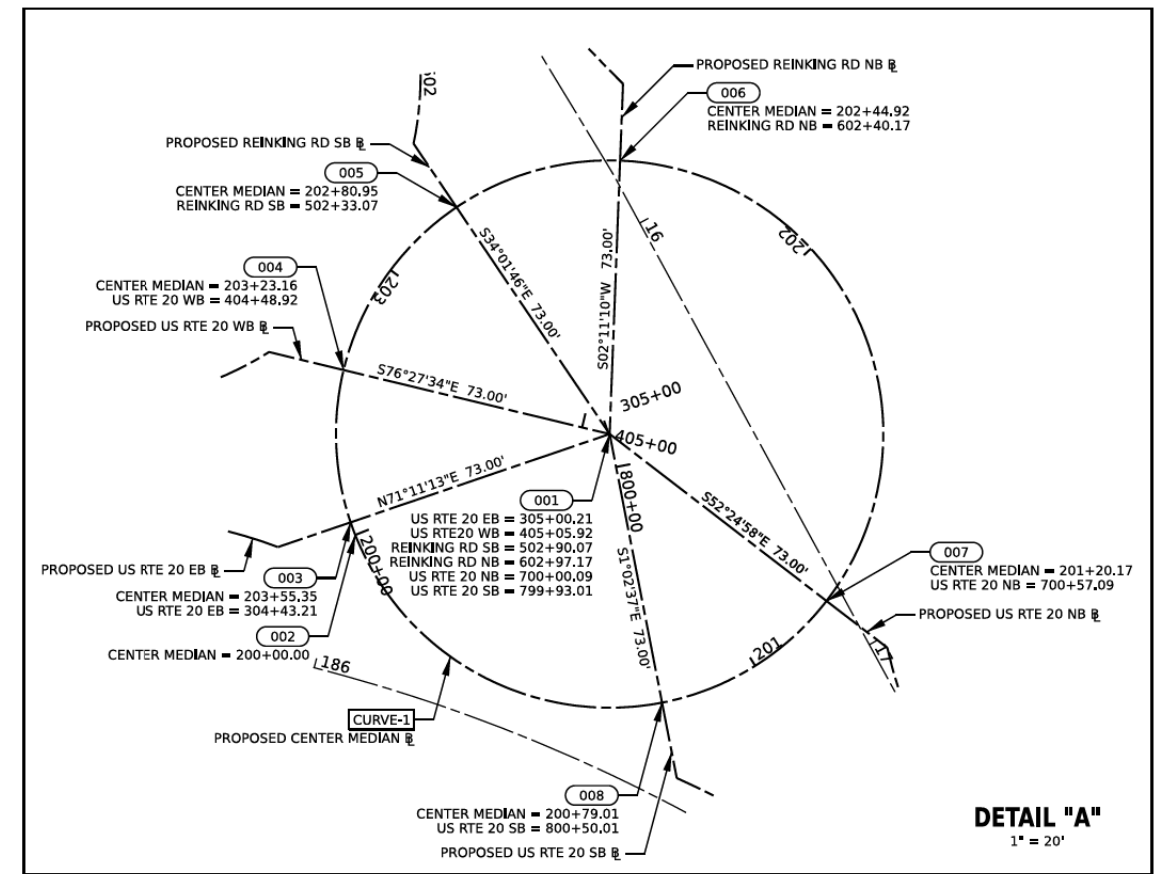 PROPOSED REINKING RD NB ℄
006
CENTER MEDIAN = 202+44.92
REINKING RD NB = 602+40.17
502
PROPOSED REINKING RD SB ℄
005
CENTER MEDIAN = 202+80.95
REINKING RD SB = 502+33.07
16
202
S34°01'46"E 73.00'
S02°11'10"W 73.00'
004
CENTER MEDIAN = 203+23.16
US RTE 20 WB = 404+48.92
203
PROPOSED US RTE 20 WB ℄
S76°27'34"E 73.00'
305+00
405+00
N71°11'13"E 73.00'
800+00
S52°24'58"E 73.00'
001
US RTE 20 EB = 305+00.21
US RTE20 WB = 405+05.92
REINKING RD SB = 502+90.07
REINKING RD NB = 602+97.17
US RTE 20 NB = 700+00.09
US RTE 20 SB = 799+93.01
S1°02'37"E 73.00'
200+00
PROPOSED US RTE 20 EB ℄
003
CENTER MEDIAN = 203+55.35
US RTE 20 EB = 304+43.21
007
CENTER MEDIAN = 201+20.17
US RTE 20 NB = 700+57.09
PROPOSED US RTE 20 NB ℄
002
CENTER MEDIAN = 200+00.00
186
201
17
CURVE-1
PROPOSED CENTER MEDIAN ℄
008
CENTER MEDIAN = 200+79.01
US RTE 20 SB = 800+50.01
PROPOSED US RTE 20 SB ℄
DETAIL "A"
1" = 20'